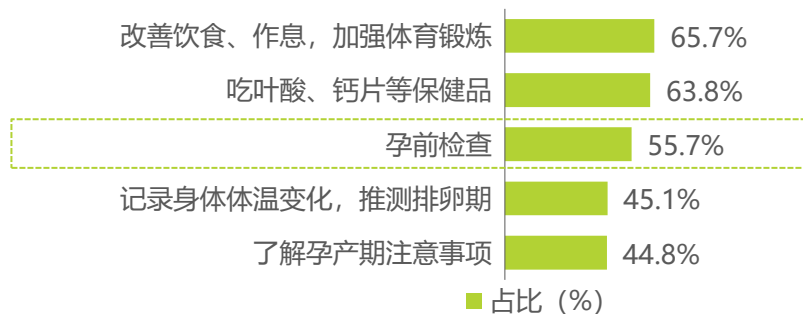 改善饮食、作息，加强体育锻炼 65.7%
吃叶酸、钙片等保健品 63.8%
孕前检查 55.7%
记录身体体温变化，推测排卵期 45.1%
了解孕产期注意事项 44.8%
占比（%）